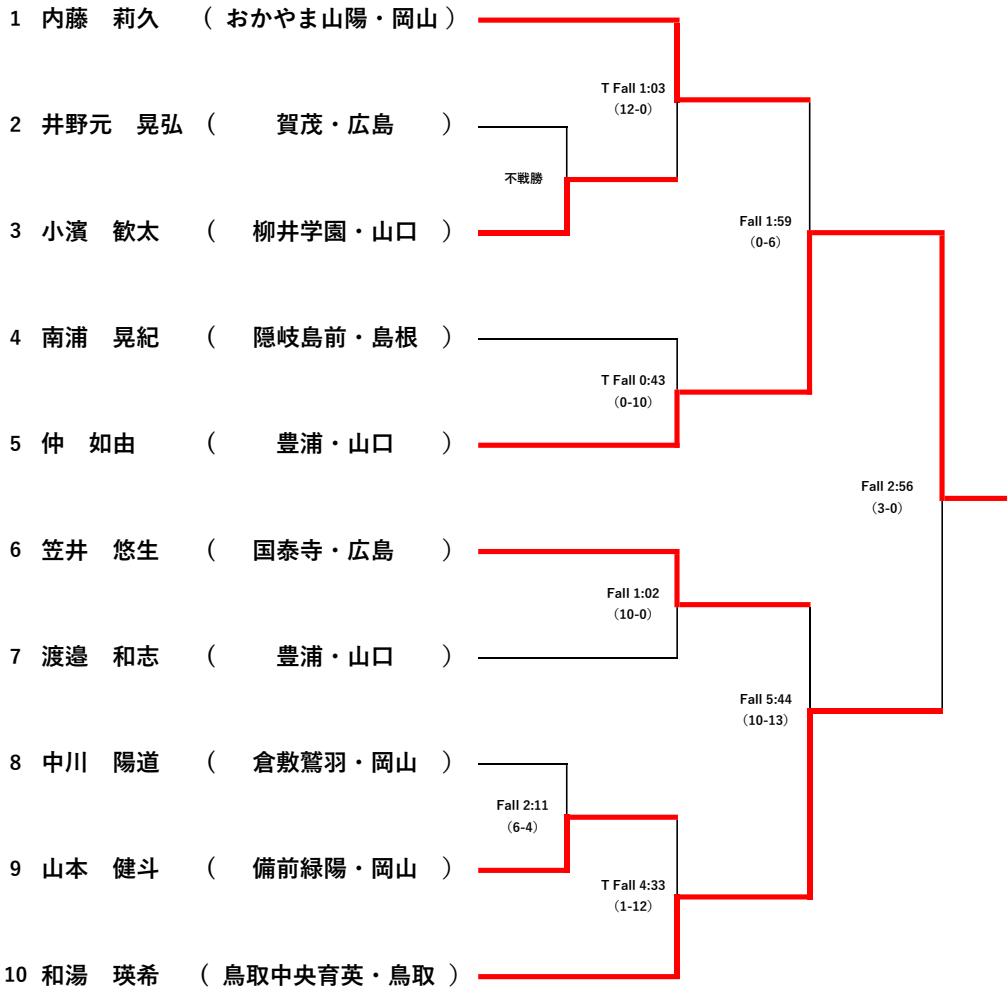 1 内藤 莉久 ( おかやま山陽・岡山 )
T Fall 1:03
(12-0)
2 井野元 晃弘 ( 賀茂・広島 )
不戦勝
3 小濱 歓太 ( 柳井学園・山口 )
Fall 1:59
(0-6)
4 南浦 晃紀 ( 隠岐島前・島根 )
T Fall 0:43
(0-10)
5 仲 如由 ( 豊浦・山口 )
Fall 2:56
(3-0)
6 笠井 悠生 ( 国泰寺・広島 )
Fall 1:02
(10-0)
7 渡邉 和志 ( 豊浦・山口 )
Fall 5:44
(10-13)
8 中川 陽道 ( 倉敷鷲羽・岡山 )
Fall 2:11
(6-4)
9 山本 健斗 ( 備前緑陽・岡山 )
T Fall 4:33
(1-12)
10 和湯 瑛希 ( 鳥取中央育英・鳥取 )